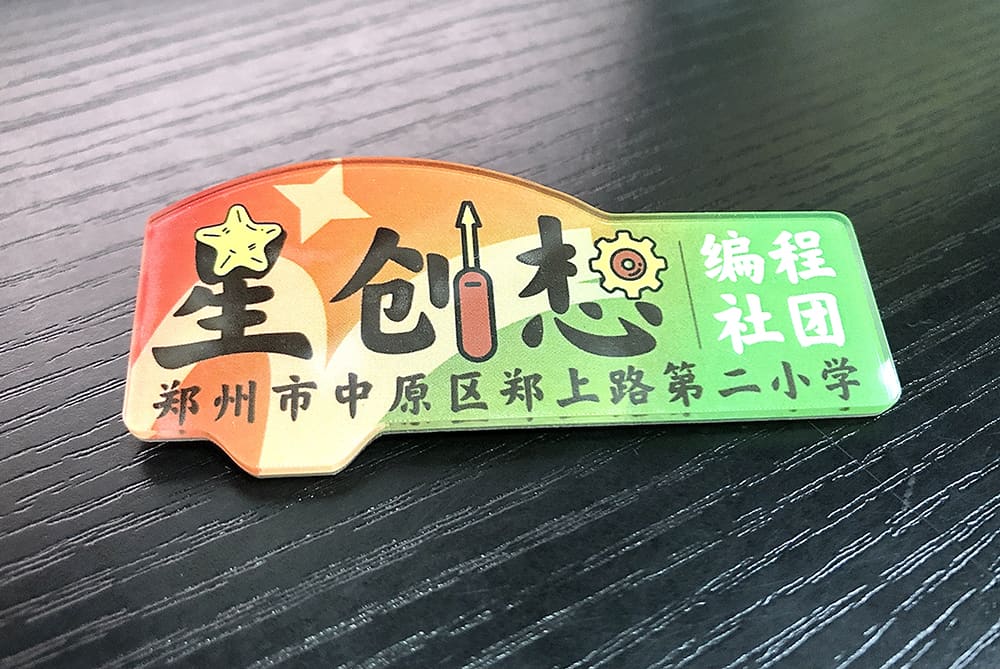 星创想
编程
社团
郑州市中原区郑上路第二小学